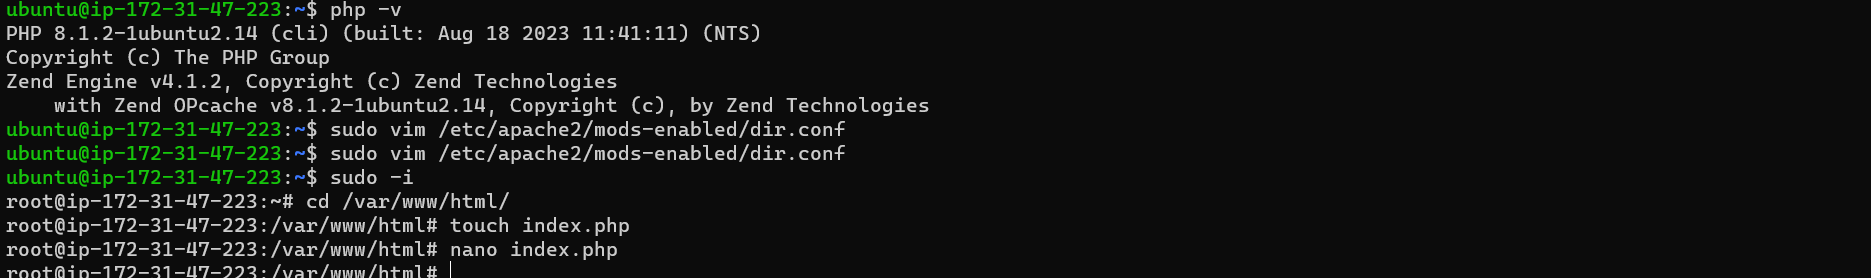 ubuntu@ip-172-31-47-223:~$ php -v
PHP 8.1.2-1ubuntu2.14 (cli) (built: Aug 18 2023 11:41:11) (NTS)
Copyright (c) The PHP Group
Zend Engine v4.1.2, Copyright (c) Zend Technologies
    with Zend OPcache v8.1.2-1ubuntu2.14, Copyright (c), by Zend Technologies
ubuntu@ip-172-31-47-223:~$ sudo vim /etc/apache2/mods-enabled/dir.conf
ubuntu@ip-172-31-47-223:~$ sudo vim /etc/apache2/mods-enabled/dir.conf
ubuntu@ip-172-31-47-223:~$ sudo -i
root@ip-172-31-47-223:~# cd /var/www/html/
root@ip-172-31-47-223:/var/www/html# touch index.php
root@ip-172-31-47-223:/var/www/html# nano index.php
root@ip-172-31-47-223:/var/www/html#